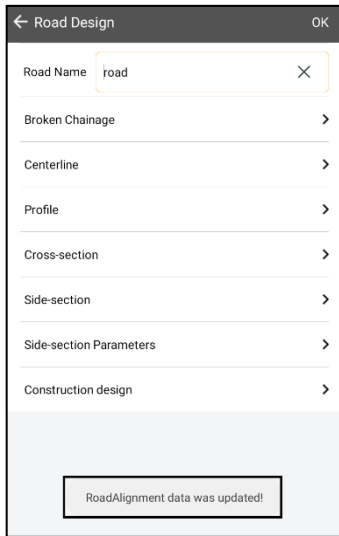 Road Design OK
Road Name road
Broken Chainage
Centerline
Profile
Cross-section
Side-section
Side-section Parameters
Construction design
RoadAlignment data was updated!